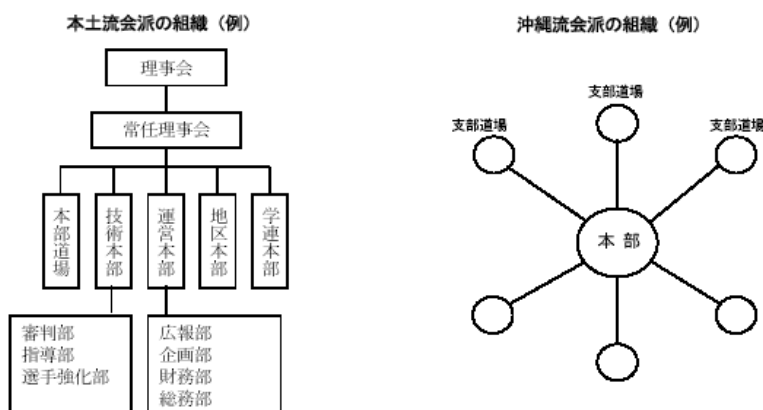 本土流会派の組織（例）
理事会
常任理事会
本部道場
技術本部
運営本部
地区本部
学連本部
審判部
指導部
選手強化部
広報部
企画部
財務部
総務部
沖縄流会派の組織（例）
支部道場
支部道場
支部道場
本 部